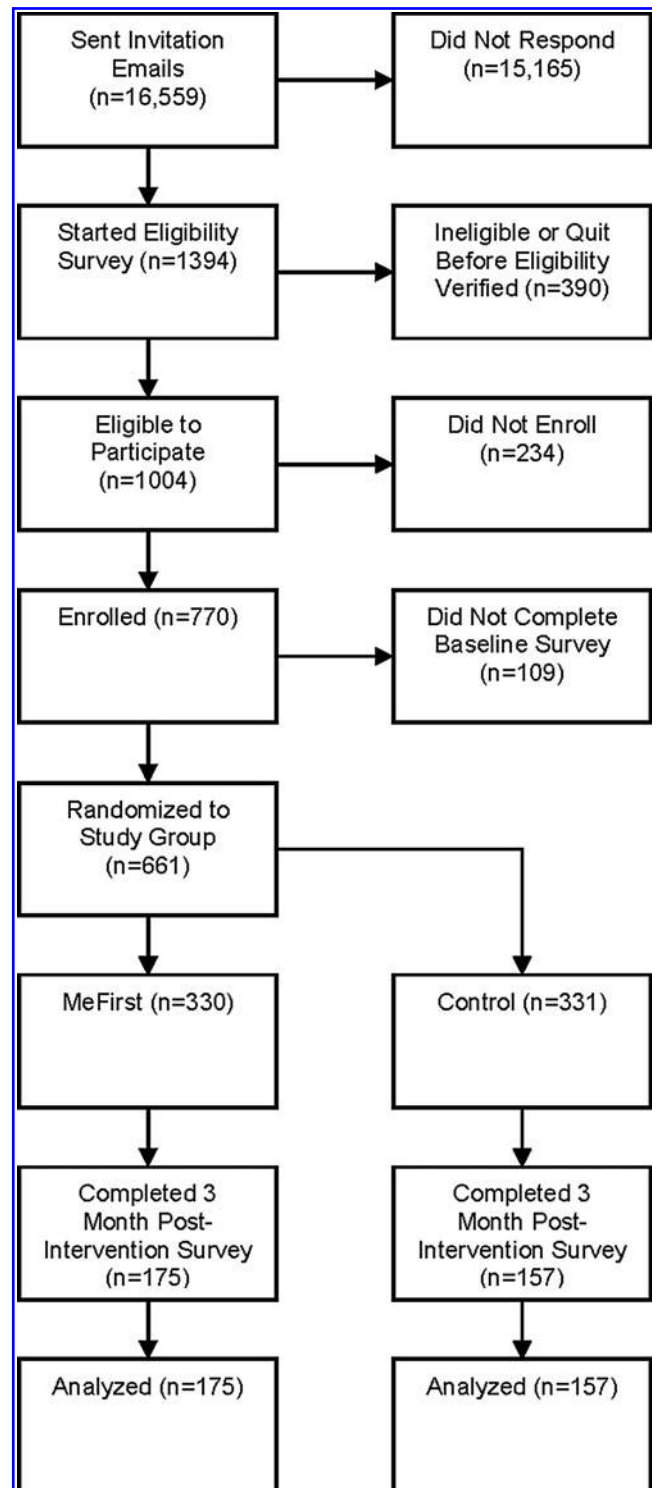 Sent Invitation
Emails
(n=16,559)
Did Not Respond
(n=15,165)
Started Eligibility
Survey (n=1394)
Ineligible or Quit
Before Eligibility
Verified (n=390)
Eligible to
Participate
(n=1004)
Did Not Enroll
(n=234)
Enrolled (n=770)
Did Not Complete
Baseline Survey
(n=109)
Randomized to
Study Group
(n=661)
MeFirst (n=330)
Control (n=331)
Completed 3
Month Post-
Intervention Survey
(n=175)
Completed 3
Month Post-
Intervention Survey
(n=157)
Analyzed (n=175)
Analyzed (n=157)